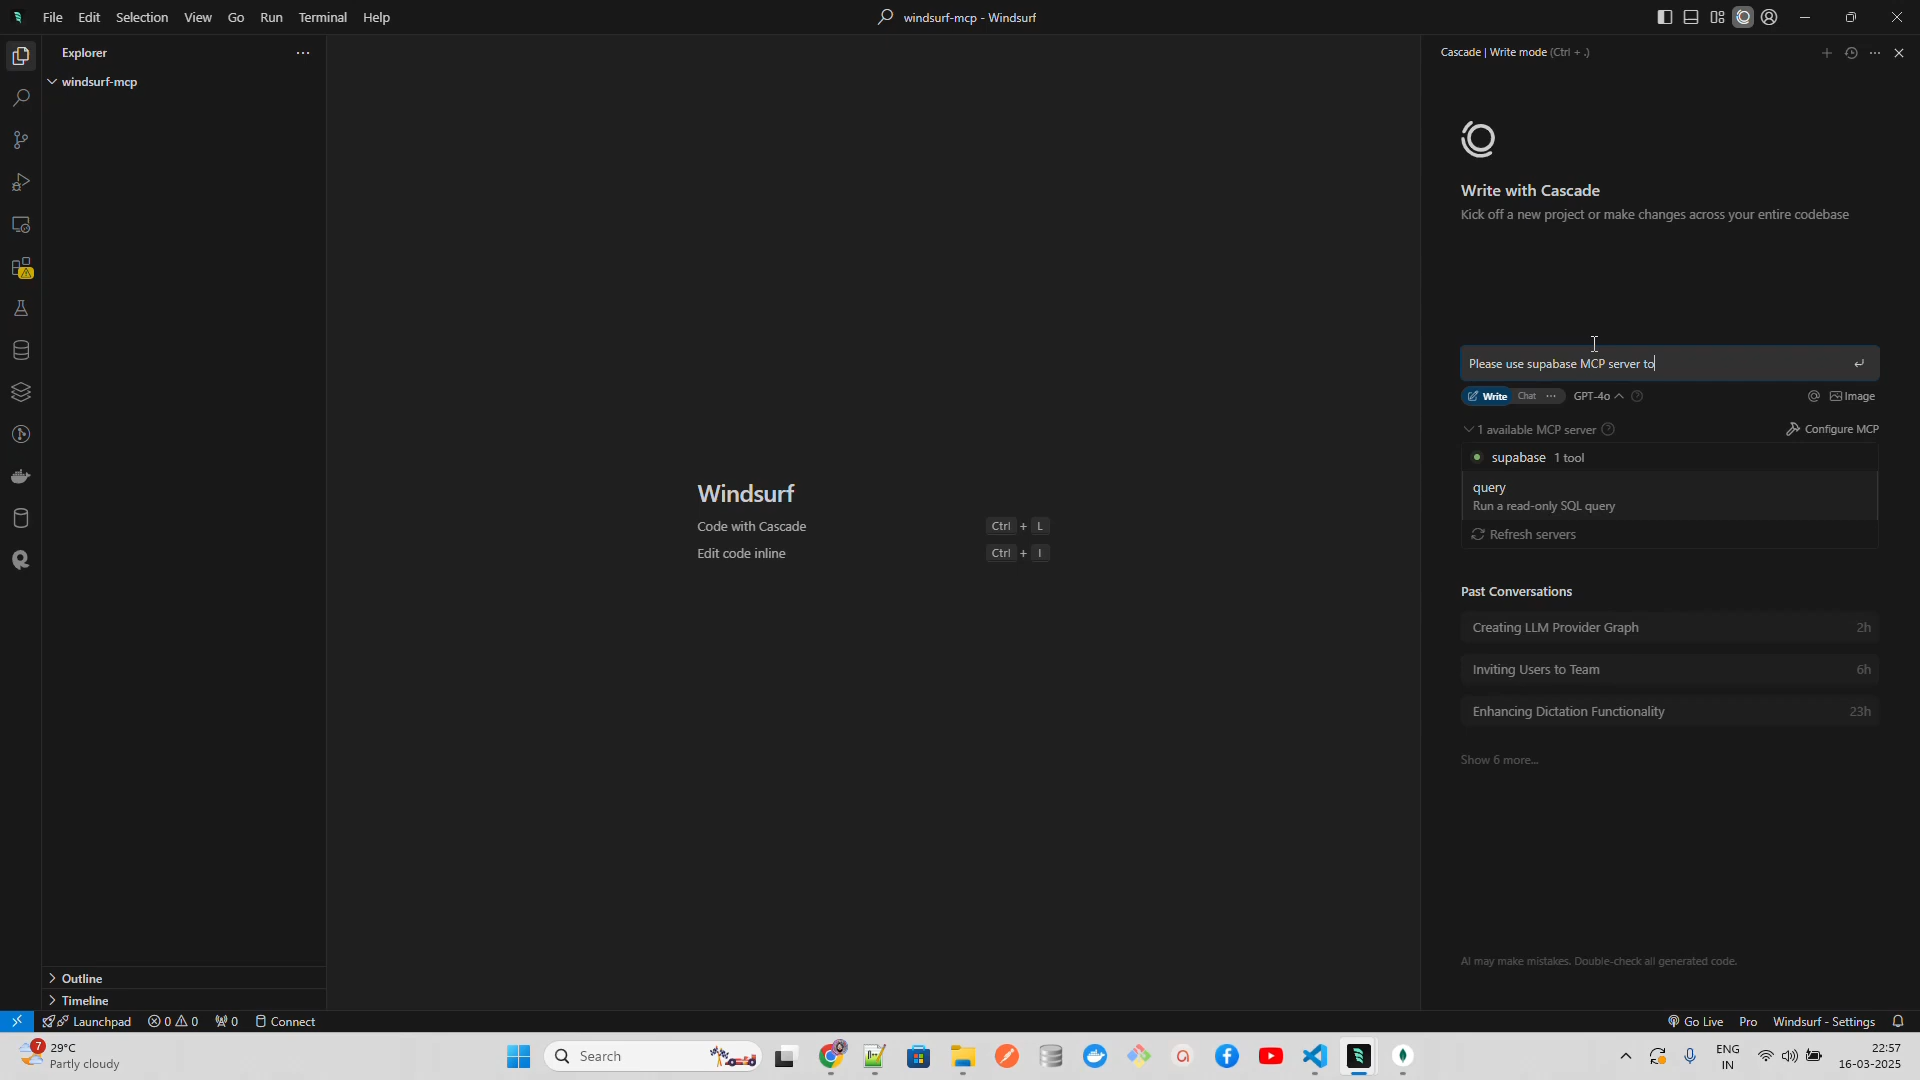 File Edit Selection View Go Run Terminal Help
windsurf-mcp - Windsurf
Explorer
windsurf-mcp
Outline
Timeline
Windsurf
Code with Cascade Ctrl + L
Edit code inline Ctrl + I
Cascade | Write mode (Ctrl + .)
Write with Cascade
Kick off a new project or make changes across your entire codebase
Please use supabase MCP server to
Write Chat ... GPT-4o Image
1 available MCP server Configure MCP
supabase 1 tool
query
Run a read-only SQL query
Refresh servers
Past Conversations
Creating LLM Provider Graph 2h
Inviting Users to Team 6h
Enhancing Dictation Functionality 23h
Show 6 more...
AI may make mistakes. Double-check all generated code.
Launchpad 0 0 0 Connect
Go Live Pro Windsurf - Settings
7 29°C
Partly cloudy
Search
ENG
IN
22:57
16-03-2025